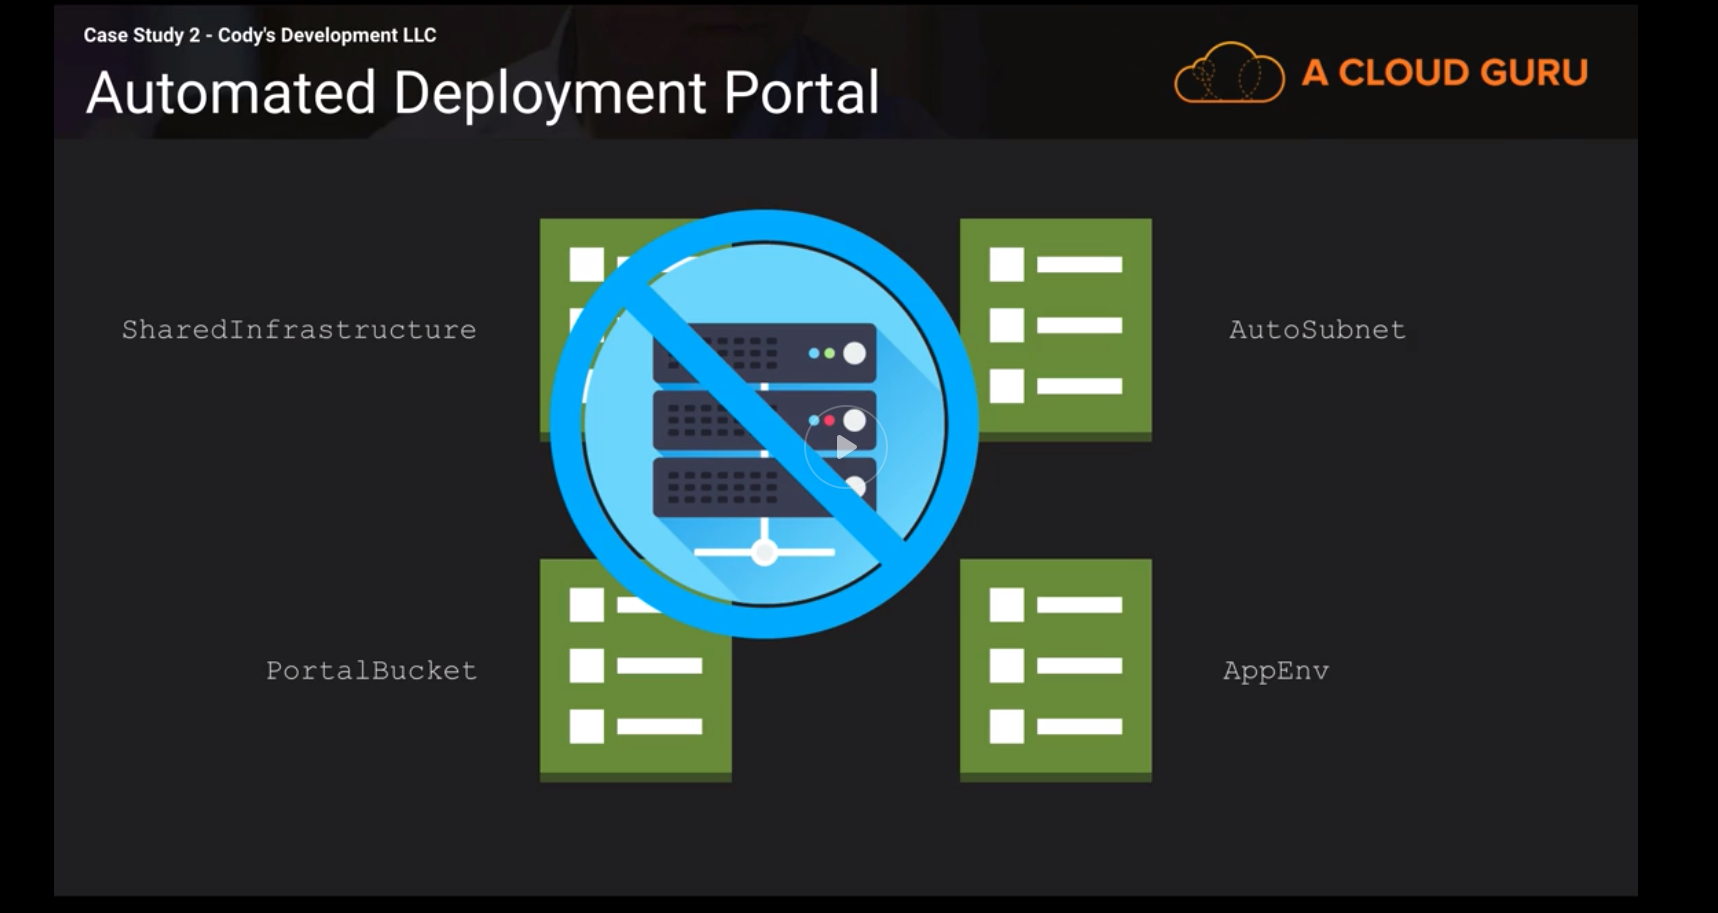 Case Study 2 - Cody's Development LLC
Automated Deployment Portal
A CLOUD GURU
SharedInfrastructure
AutoSubnet
PortalBucket
AppEnv